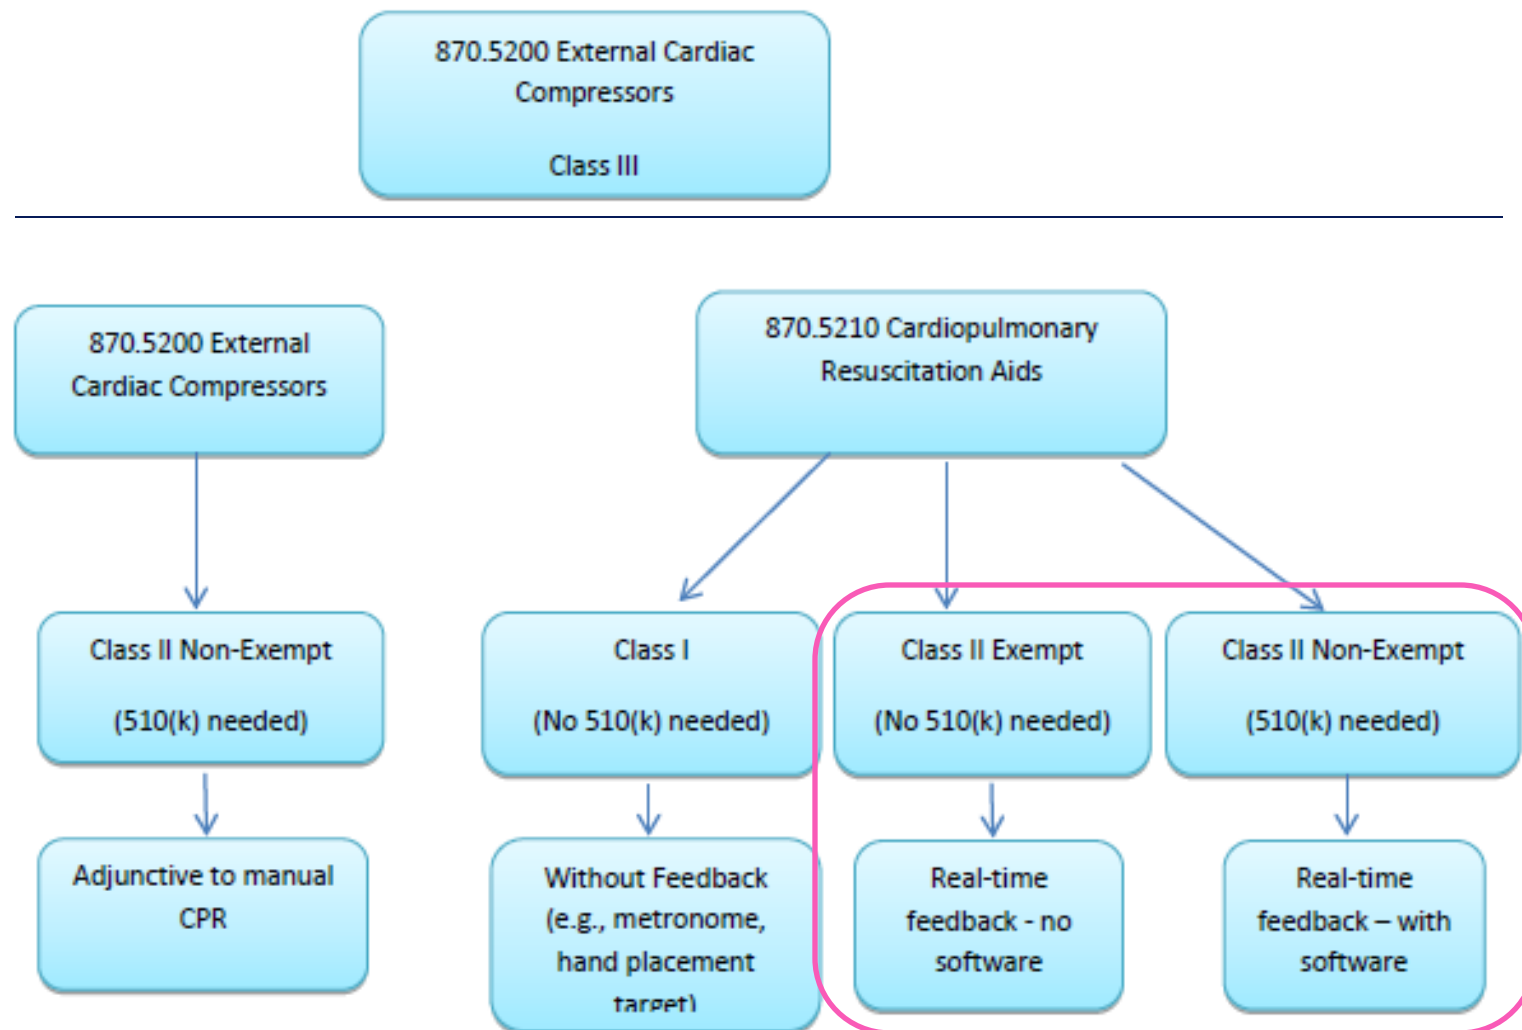 870.5200 External Cardiac
Compressors
Class III
870.5200 External
Cardiac Compressors
870.5210 Cardiopulmonary
Resuscitation Aids
Class II Non-Exempt
(510(k) needed)
Class I
(No 510(k) needed)
Class II Exempt
(No 510(k) needed)
Class II Non-Exempt
(510(k) needed)
Adjunctive to manual
CPR
Without Feedback
(e.g., metronome,
hand placement
target)
Real-time
feedback - no
software
Real-time
feedback – with
software